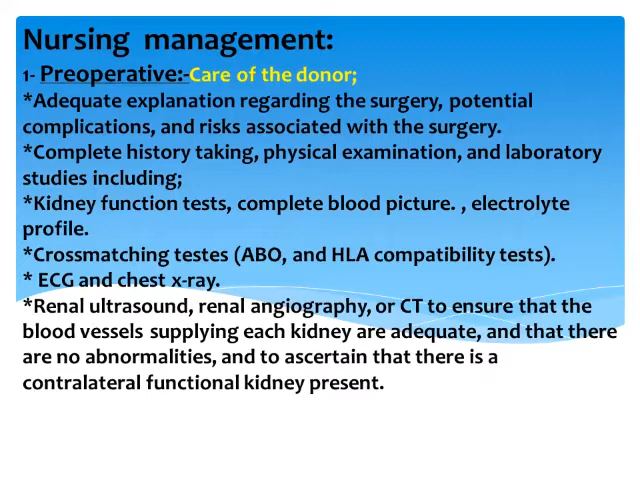 Nursing management:
1- Preoperative:-Care of the donor;
*Adequate explanation regarding the surgery, potential
complications, and risks associated with the surgery.
*Complete history taking, physical examination, and laboratory
studies including;
*Kidney function tests, complete blood picture. , electrolyte
profile.
*Crossmatching testes (ABO, and HLA compatibility tests).
* ECG and chest x-ray.
*Renal ultrasound, renal angiography, or CT to ensure that the
blood vessels supplying each kidney are adequate, and that there
are no abnormalities, and to ascertain that there is a
contralateral functional kidney present.